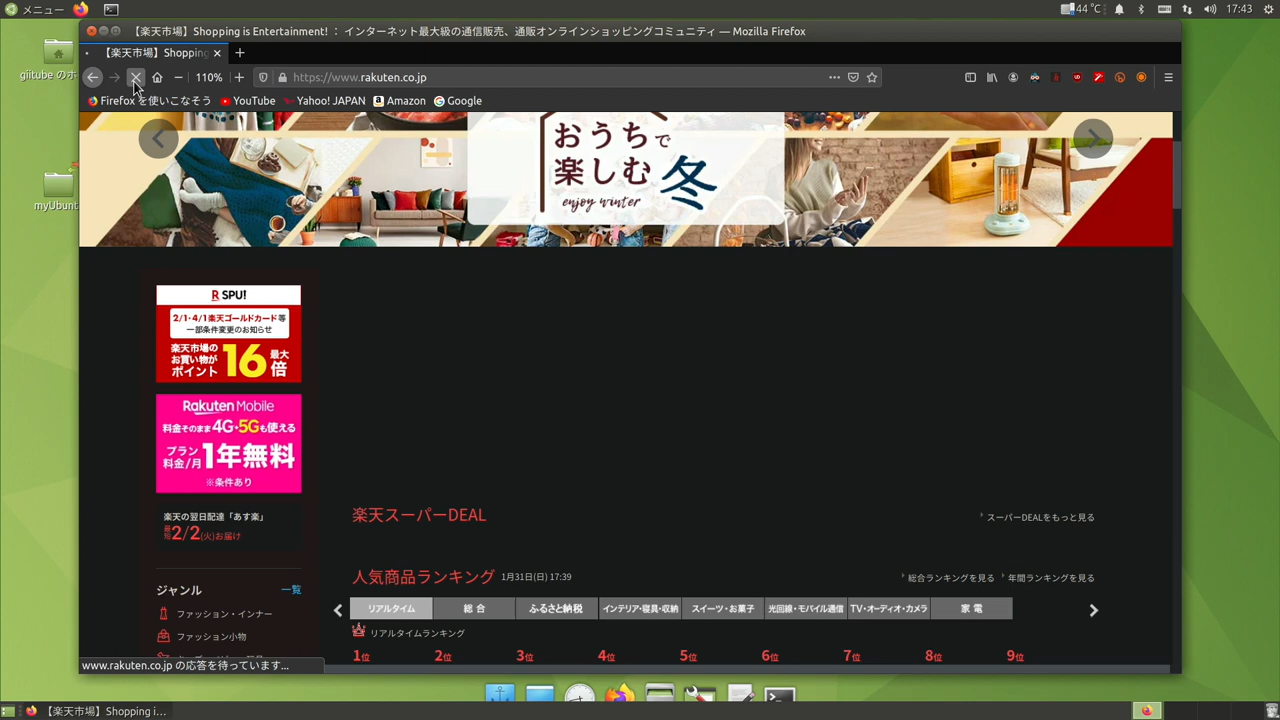 メニュー
44 ℃
17:43
【楽天市場】Shopping is Entertainment! ： インターネット最大級の通信販売、通販オンラインショッピングコミュニティ — Mozilla Firefox
【楽天市場】Shopping
110%
https://www.rakuten.co.jp
Firefox を使いこなそう
YouTube
Yahoo! JAPAN
Amazon
Google
giitube のホ
myUbunt
おうちで
楽しむ冬
enjoy winter
R SPU!
2/1・4/1楽天ゴールドカード等
一部条件変更のお知らせ
楽天市場の
お買い物が
ポイント
16
最大
倍
Rakuten Mobile
料金そのまま4G・5Gも使える
プラン
料金/月
1年無料
※条件あり
楽天の翌日配達「あす楽」
最短2/2(火)お届け
ジャンル
一覧
ファッション・インナー
ファッション小物
楽天スーパーDEAL
スーパーDEALをもっと見る
人気商品ランキング
1月31日(日) 17:39
総合ランキングを見る
年間ランキングを見る
リアルタイム
総合
ふるさと納税
インテリア・寝具・収納
スイーツ・お菓子
光回線・モバイル通信
TV・オーディオ・カメラ
家電
リアルタイムランキング
1位
2位
3位
4位
5位
6位
7位
8位
9位
www.rakuten.co.jp の応答を待っています...
【楽天市場】Shopping i...